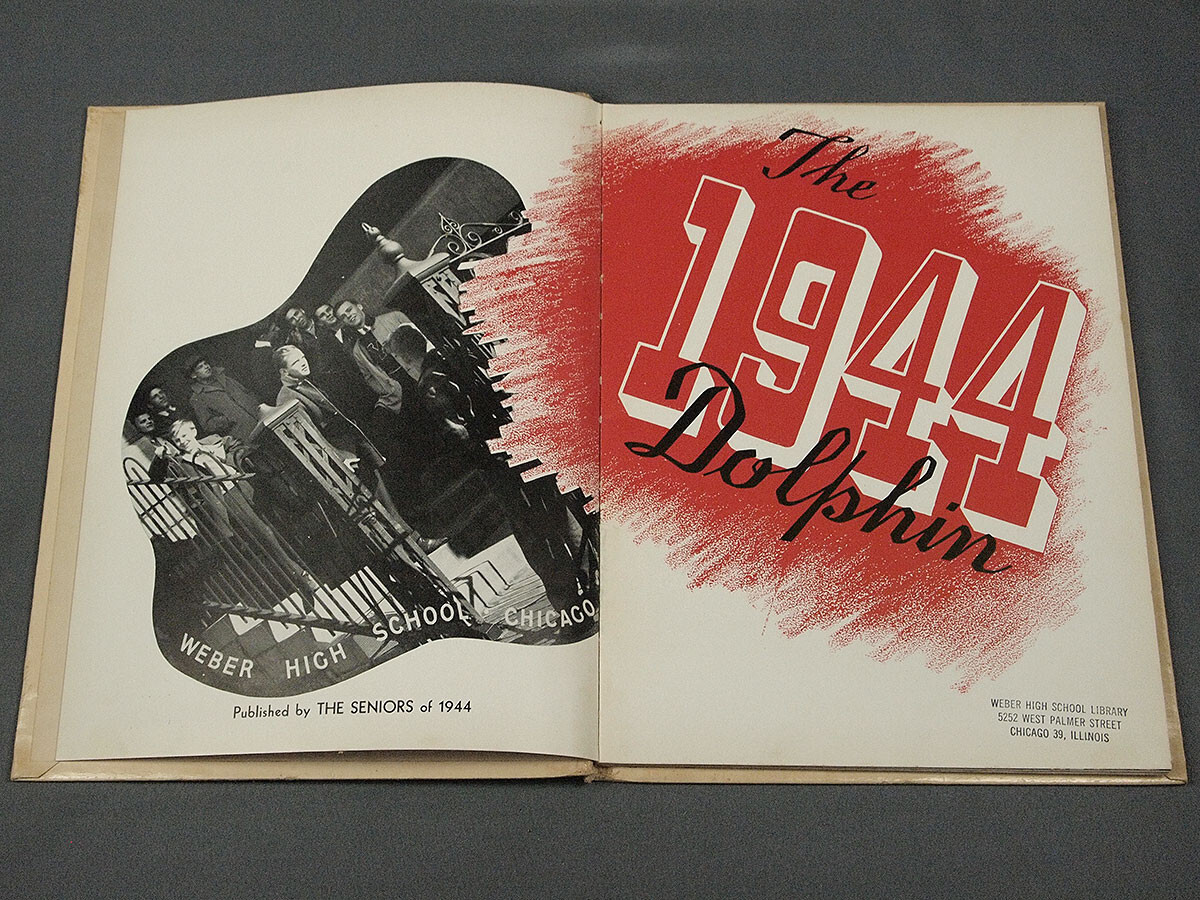 WEBER HIGH SCHOOL CHICAGO
Published by THE SENIORS of 1944
The
1944
Dolphin
WEBER HIGH SCHOOL LIBRARY
5252 WEST PALMER STREET
CHICAGO 39, ILLINOIS